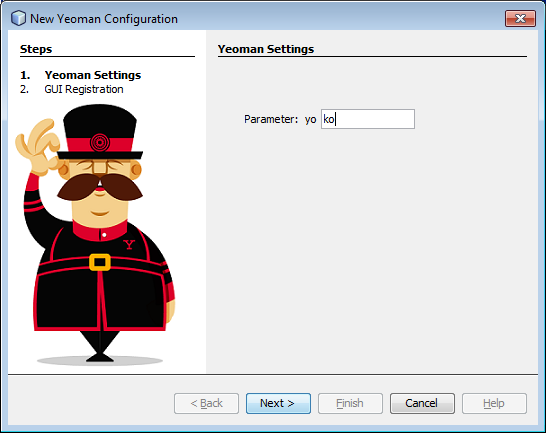 New Yeoman Configuration
Steps
1. Yeoman Settings
2. GUI Registration
Y
Yeoman Settings
Parameter: yo ko
< Back Next > Finish Cancel Help